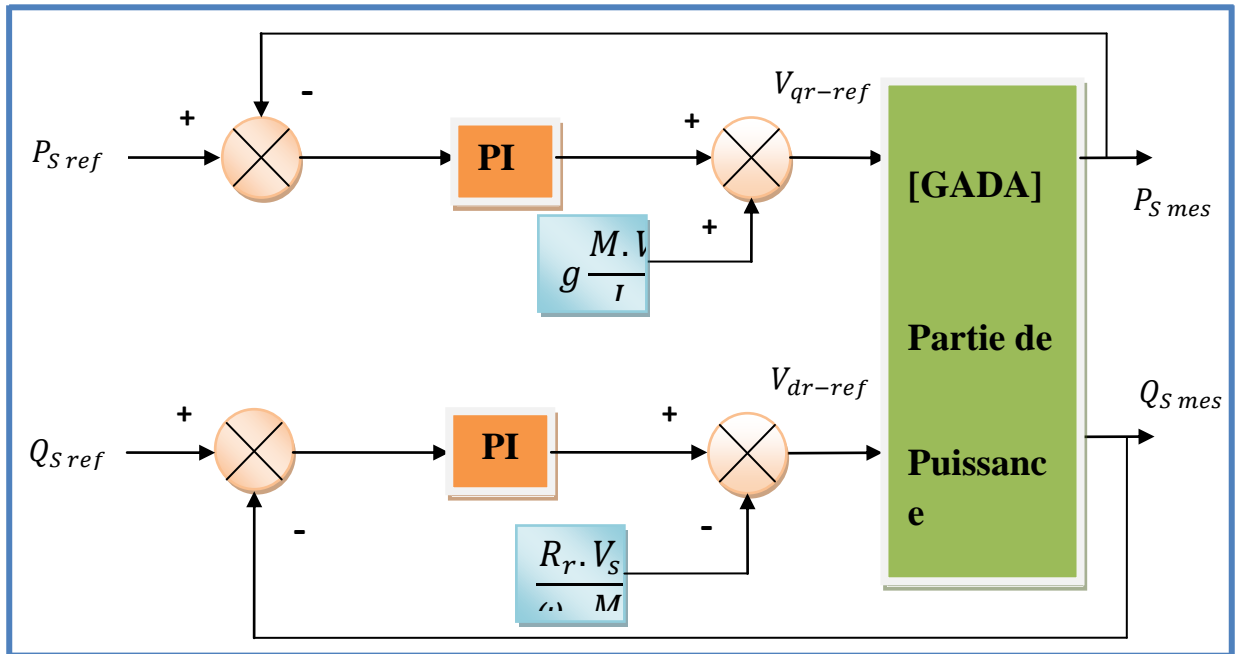 -
V_{qr-ref}
+
+
P_{S ref}
PI
[GADA]
P_{S mes}
+
g M.V
Partie de
V_{dr-ref}
Q_{S mes}
+
+
Q_{S ref}
PI
Puissanc
e
-
-
R_r.V_s
M